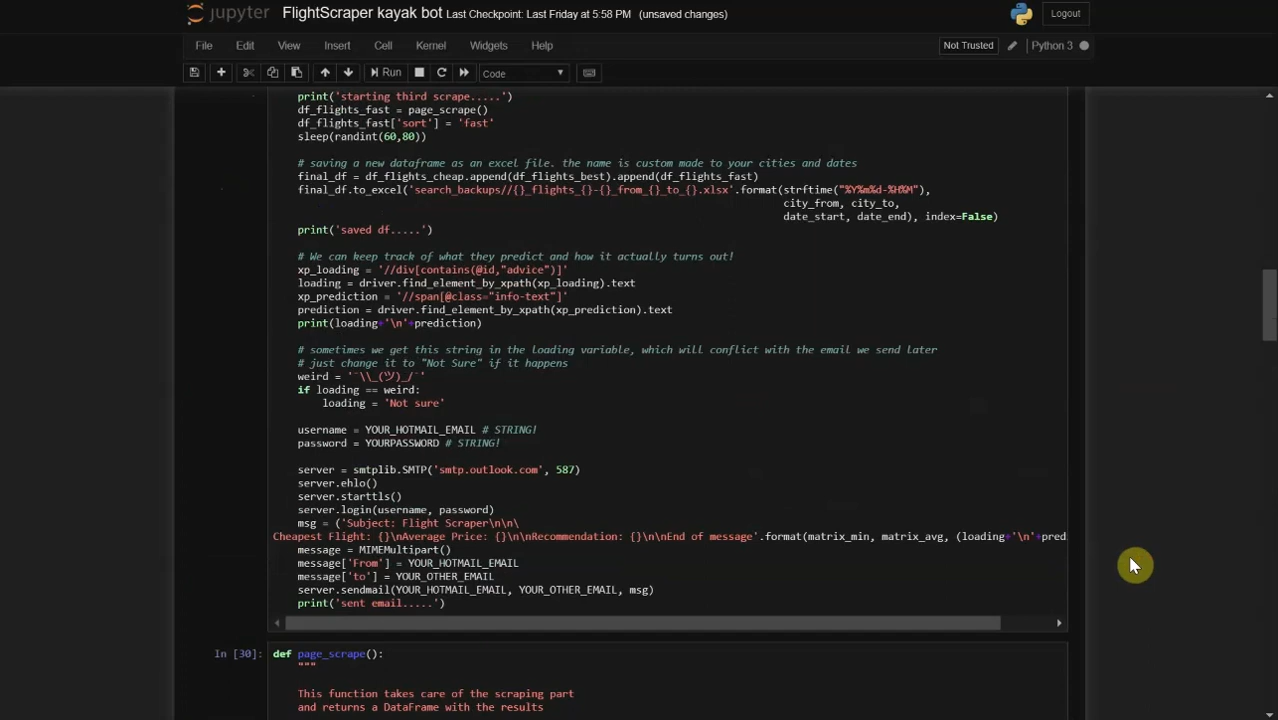 jupyter FlightScraper kayak bot Last Checkpoint: Last Friday at 5:58 PM (unsaved changes) Logout
File Edit View Insert Cell Kernel Widgets Help Not Trusted Python 3
Run Code
print('starting third scrape.....')
df_flights_fast = page_scrape()
df_flights_fast['sort'] = 'fast'
sleep(randint(60,80))
# saving a new dataframe as an excel file. the name is custom made to your cities and dates
final_df = df_flights_cheap.append(df_flights_best).append(df_flights_fast)
final_df.to_excel('search_backups//{}_flights_{}-{}_from_{}_to_{}.xlsx'.format(strftime("%Y%m%d-%H%M"),
city_from, city_to,
date_start, date_end), index=False)
print('saved df.....')
# We can keep track of what they predict and how it actually turns out!
xp_loading = '//div[contains(@id,"advice")]'
loading = driver.find_element_by_xpath(xp_loading).text
xp_prediction = '//span[@class="info-text"]'
prediction = driver.find_element_by_xpath(xp_prediction).text
print(loading+'\n'+prediction)
# sometimes we get this string in the loading variable, which will conflict with the email we send later
# just change it to "Not Sure" if it happens
weird = '¯\\_(ツ)_/¯'
if loading == weird:
loading = 'Not sure'
username = YOUR_HOTMAIL_EMAIL # STRING!
password = YOURPASSWORD # STRING!
server = smtplib.SMTP('smtp.outlook.com', 587)
server.ehlo()
server.starttls()
server.login(username, password)
msg = ('Subject: Flight Scraper\n\n\
Cheapest Flight: {}\nAverage Price: {}\n\nRecommendation: {}\n\nEnd of message'.format(matrix_min, matrix_avg, (loading+'\n'+pred
message = MIMEMultipart()
message['From'] = YOUR_HOTMAIL_EMAIL
message['to'] = YOUR_OTHER_EMAIL
server.sendmail(YOUR_HOTMAIL_EMAIL, YOUR_OTHER_EMAIL, msg)
print('sent email.....')
In [30]: def page_scrape():
"""
This function takes care of the scraping part
and returns a DataFrame with the results